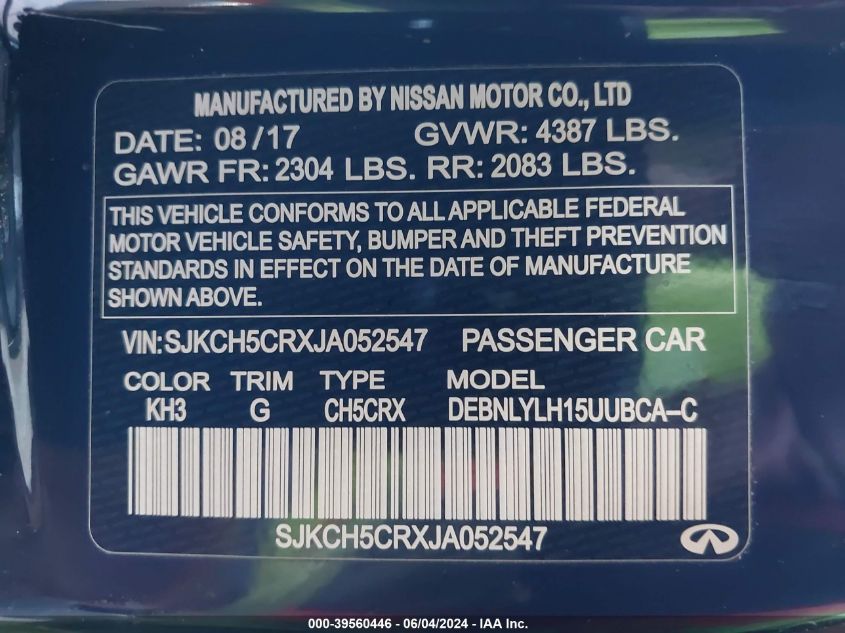 MANUFACTURED BY NISSAN MOTOR CO., LTD
DATE: 08 /17 GVWR: 4387 LBS.
GAWR FR: 2304 LBS. RR: 2083 LBS.
THIS VEHICLE CONFORMS TO ALL APPLICABLE FEDERAL
MOTOR VEHICLE SAFETY, BUMPER AND THEFT PREVENTION
STANDARDS IN EFFECT ON THE DATE OF MANUFACTURE
SHOWN ABOVE.
VIN: SJKCH5CRXJA052547 PASSENGER CAR
COLOR TRIM TYPE MODEL
KH3 G CH5CRX DEBNLYLH15UUBCA-C
SJKCH5CRXJA052547
000-39560446 - 06/04/2024 - IAA Inc.